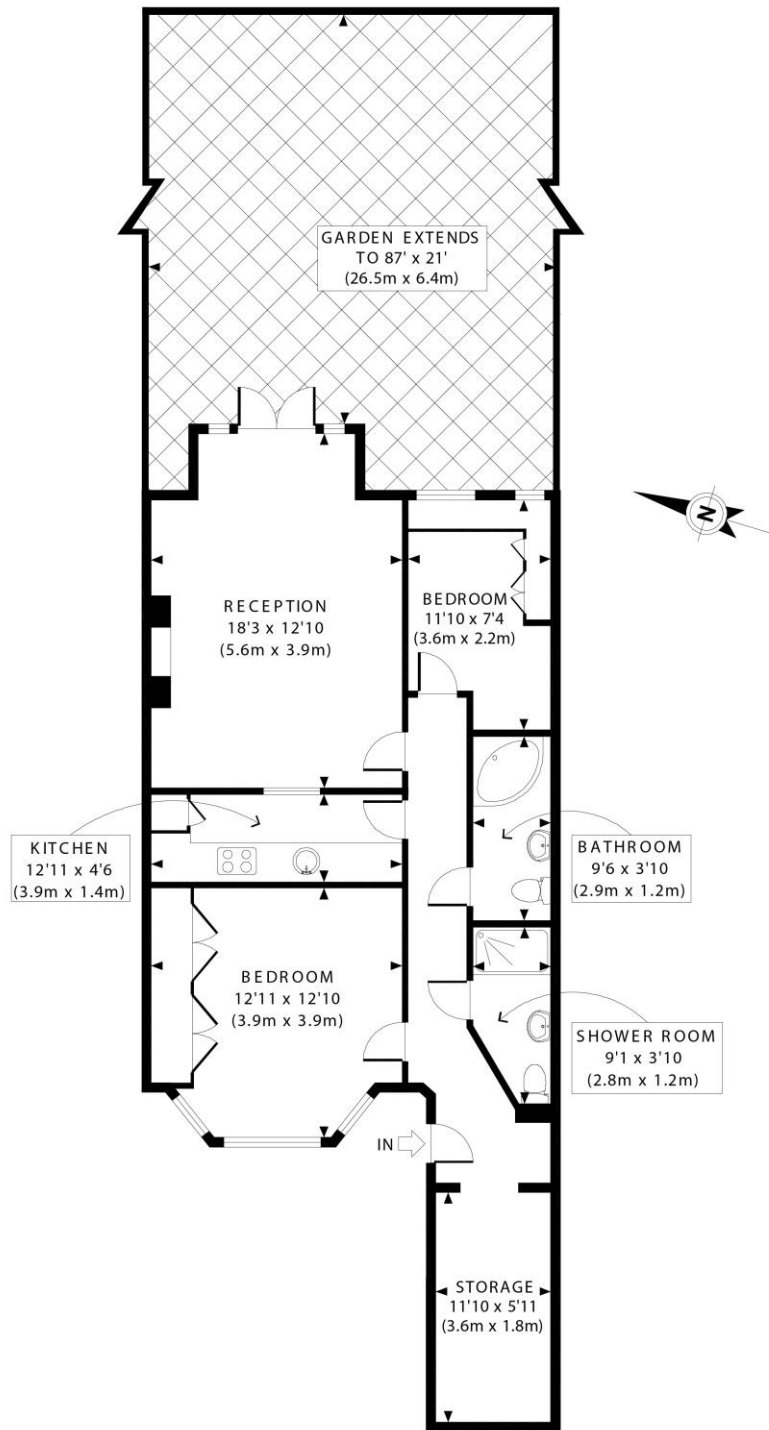 GARDEN EXTENDS
TO 87' x 21'
(26.5m x 6.4m)
N
RECEPTION
18'3 x 12'10
(5.6m x 3.9m)
BEDROOM
11'10 x 7'4
(3.6m x 2.2m)
KITCHEN
12'11 x 4'6
(3.9m x 1.4m)
BATHROOM
9'6 x 3'10
(2.9m x 1.2m)
BEDROOM
12'11 x 12'10
(3.9m x 3.9m)
SHOWER ROOM
9'1 x 3'10
(2.8m x 1.2m)
IN
STORAGE
11'10 x 5'11
(3.6m x 1.8m)